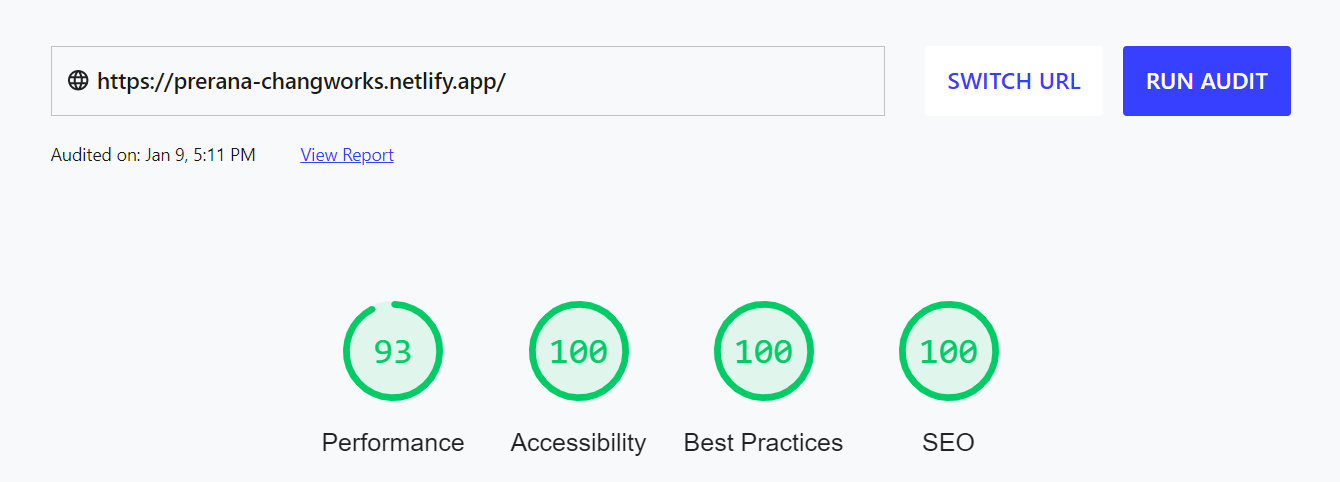 https://prerana-changworks.netlify.app/ SWITCH URL RUN AUDIT
Audited on: Jan 9, 5:11 PM View Report
93 100 100 100
Performance Accessibility Best Practices SEO